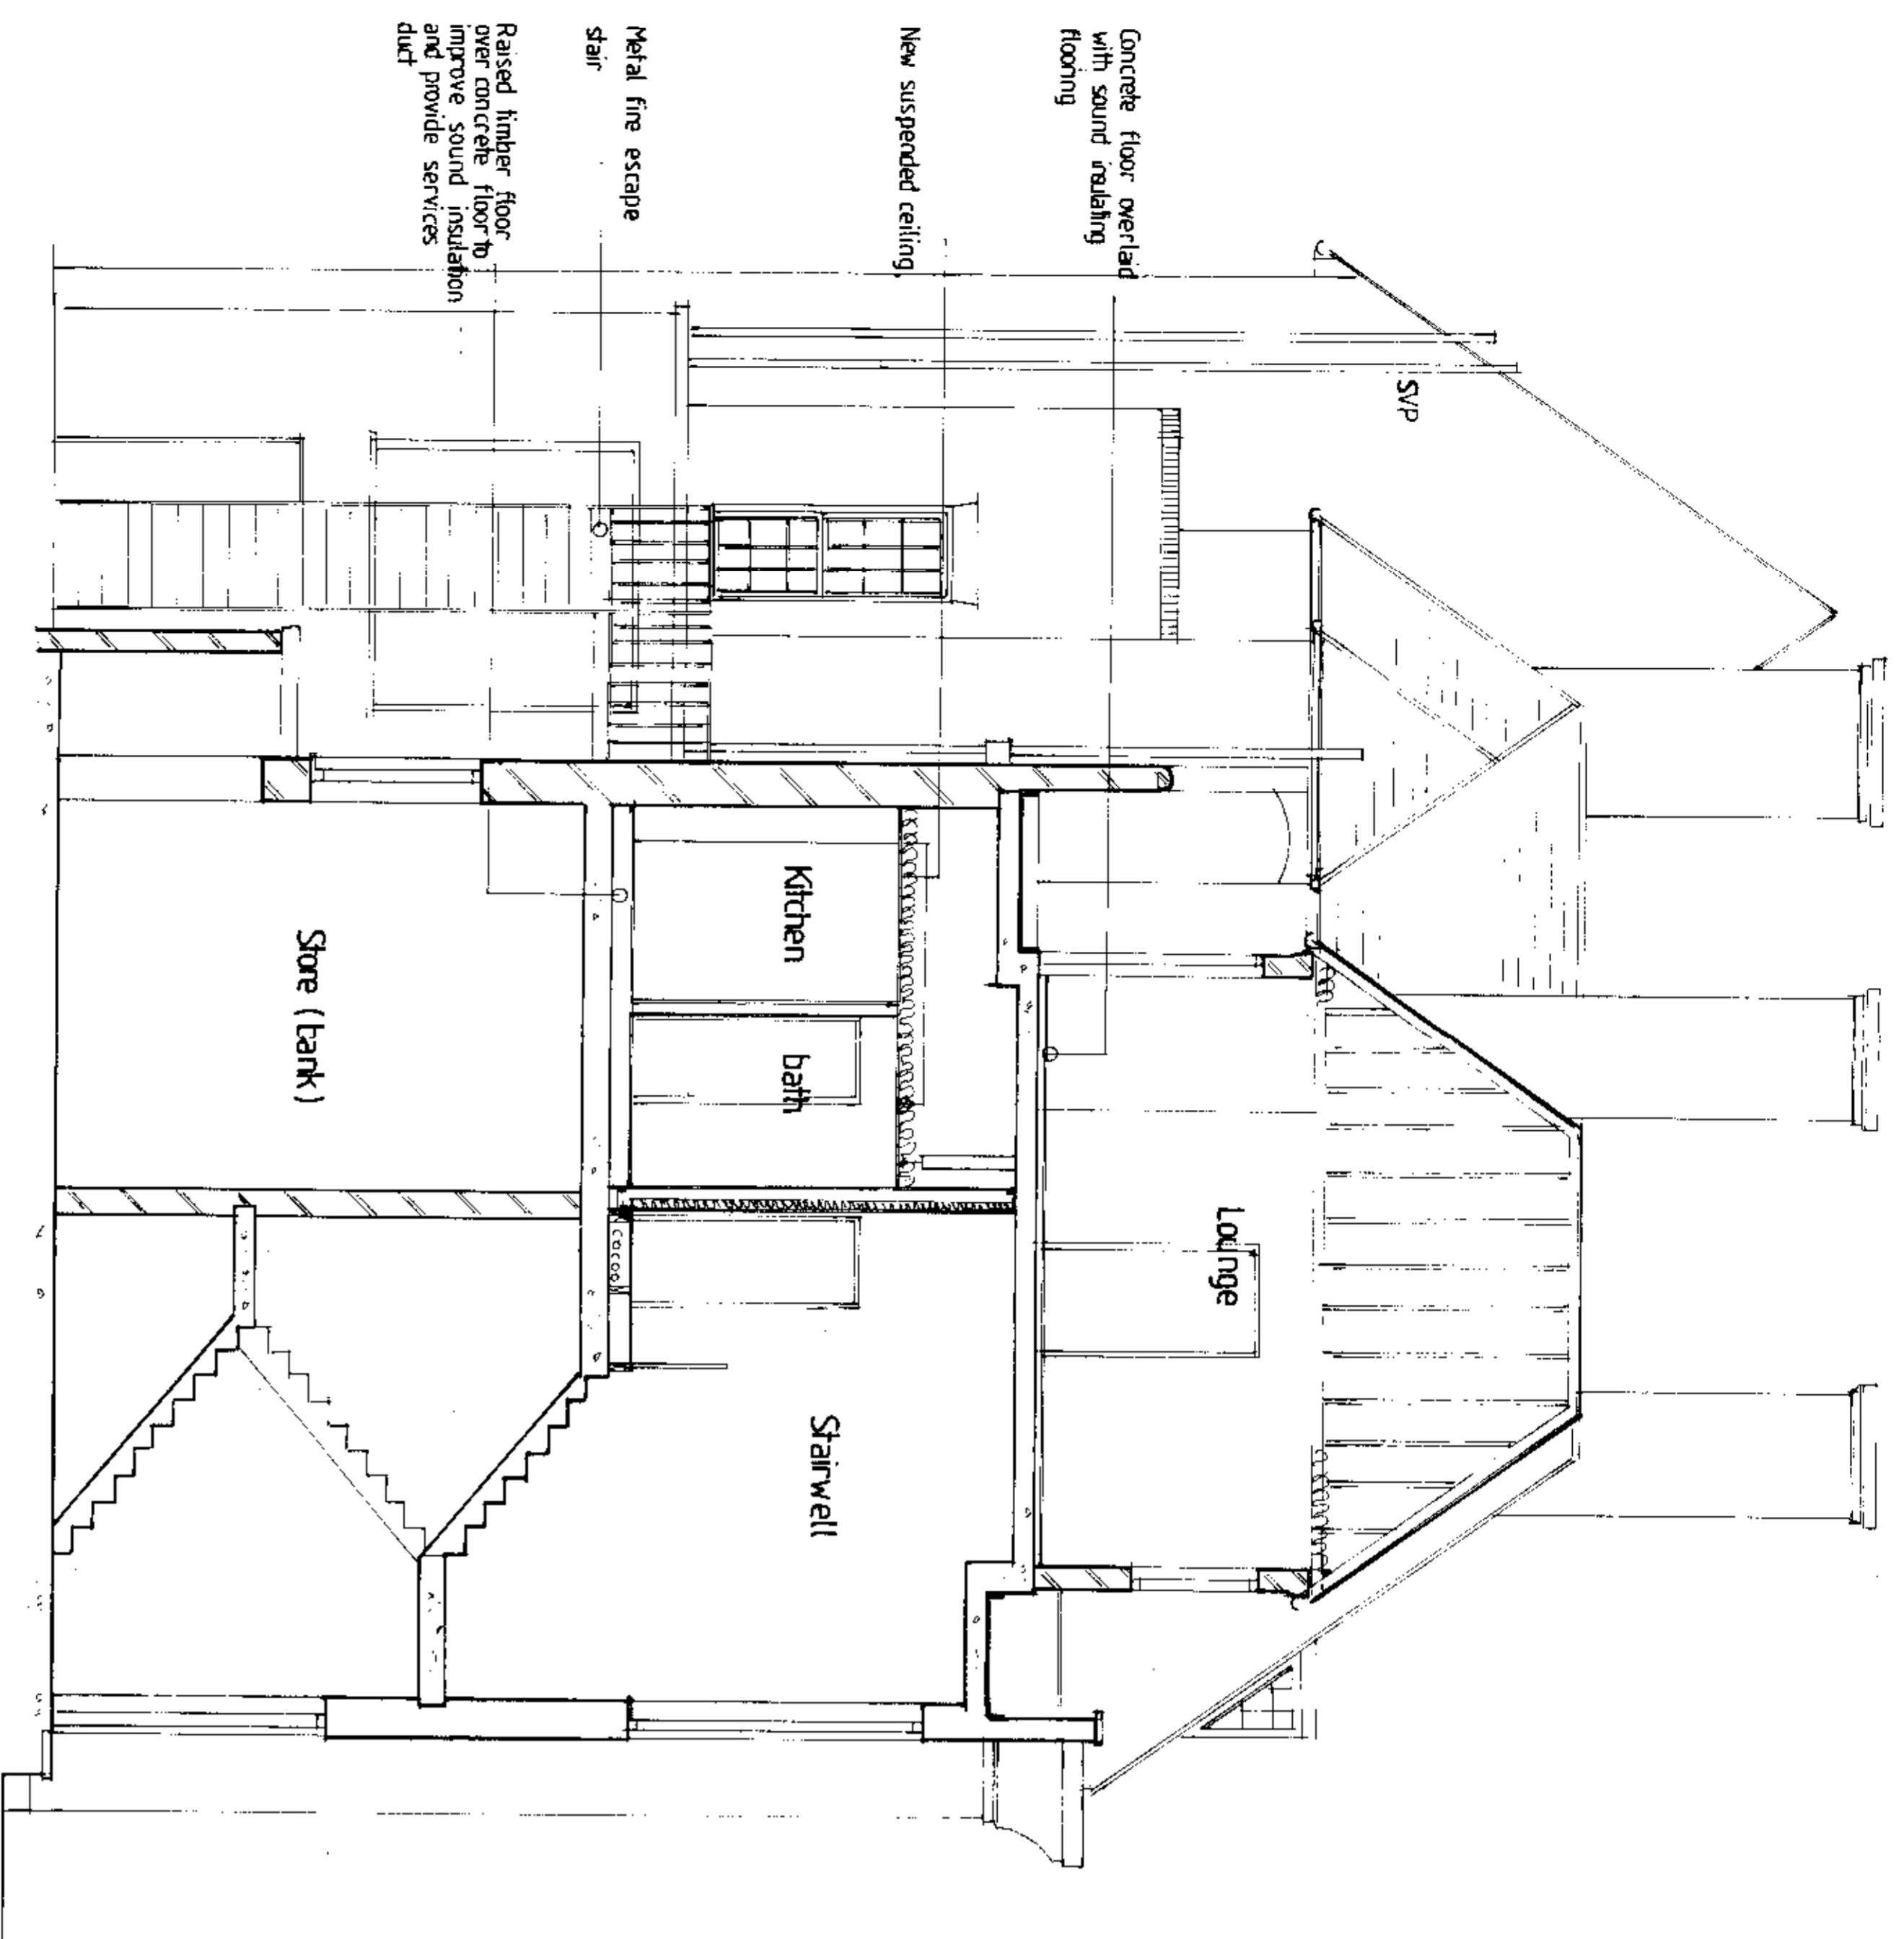 SVP
Concrete floor overlaid
with sound insulating
flooring
New suspended ceiling,
Metal fire escape
stair
Raised timber floor
over concrete floor to
improve sound insulation
and provide services
duct
Lounge
Kitchen
bath
Stairwell
Store (tank)